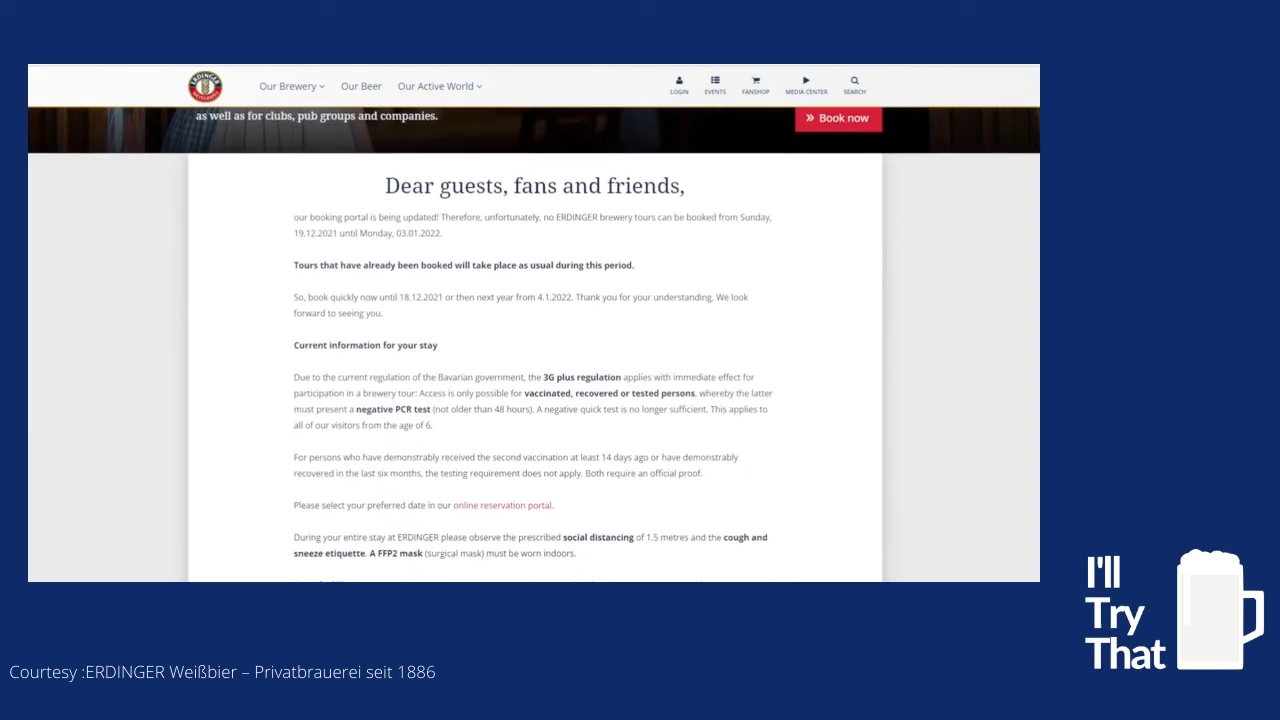 ERDINGER
WEISSBRÄU
Our Brewery
Our Beer
Our Active World
LOGIN
EVENTS
FANSHOP
MEDIA CENTER
SEARCH
as well as for clubs, pub groups and companies.
» Book now
Dear guests, fans and friends,
our booking portal is being updated! Therefore, unfortunately, no ERDINGER brewery tours can be booked from Sunday,
19.12.2021 until Monday, 03.01.2022.
Tours that have already been booked will take place as usual during this period.
So, book quickly now until 18.12.2021 or then next year from 4.1.2022. Thank you for your understanding. We look
forward to seeing you.
Current information for your stay
Due to the current regulation of the Bavarian government, the 3G plus regulation applies with immediate effect for
participation in a brewery tour: Access is only possible for vaccinated, recovered or tested persons, whereby the latter
must present a negative PCR test (not older than 48 hours). A negative quick test is no longer sufficient. This applies to
all of our visitors from the age of 6.
For persons who have demonstrably received the second vaccination at least 14 days ago or have demonstrably
recovered in the last six months, the testing requirement does not apply. Both require an official proof.
Please select your preferred date in our online reservation portal.
During your entire stay at ERDINGER please observe the prescribed social distancing of 1.5 metres and the cough and
sneeze etiquette. A FFP2 mask (surgical mask) must be worn indoors.
I'll
Try
That
Courtesy :ERDINGER Weißbier – Privatbrauerei seit 1886